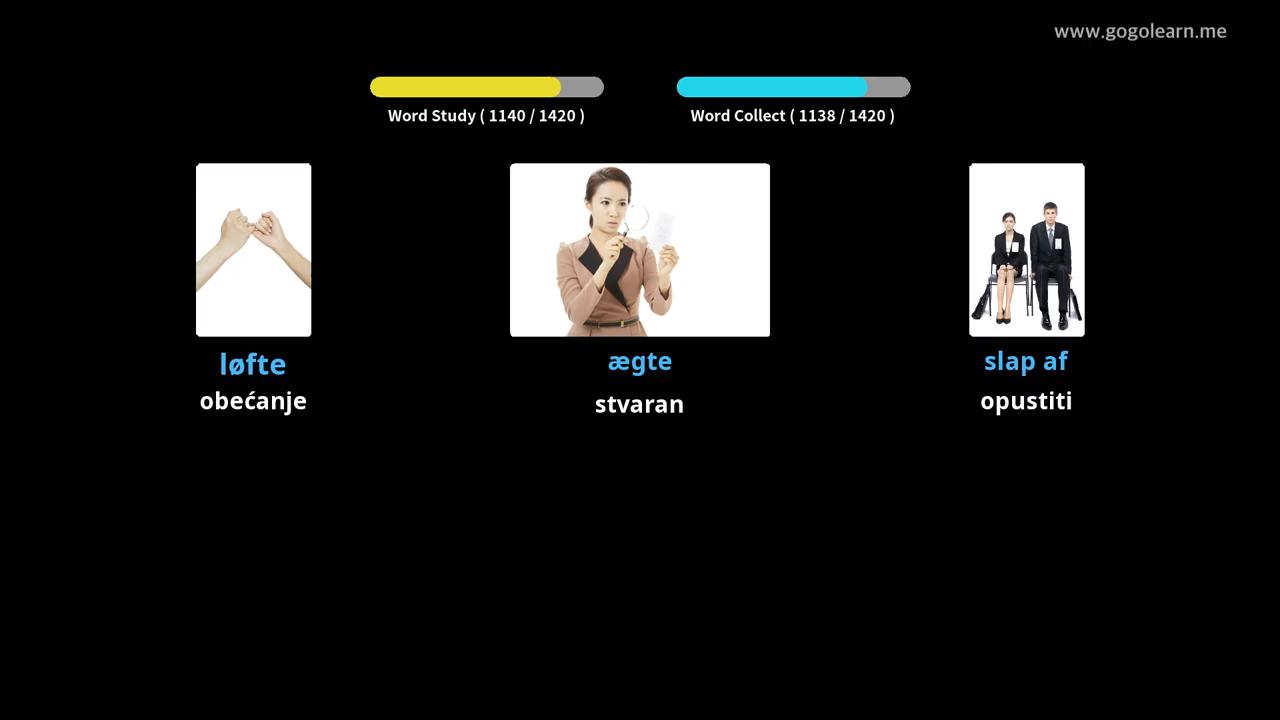 www.gogolearn.me
Word Study ( 1140 / 1420 )
Word Collect ( 1138 / 1420 )
løfte
obećanje
ægte
stvaran
slap af
opustiti